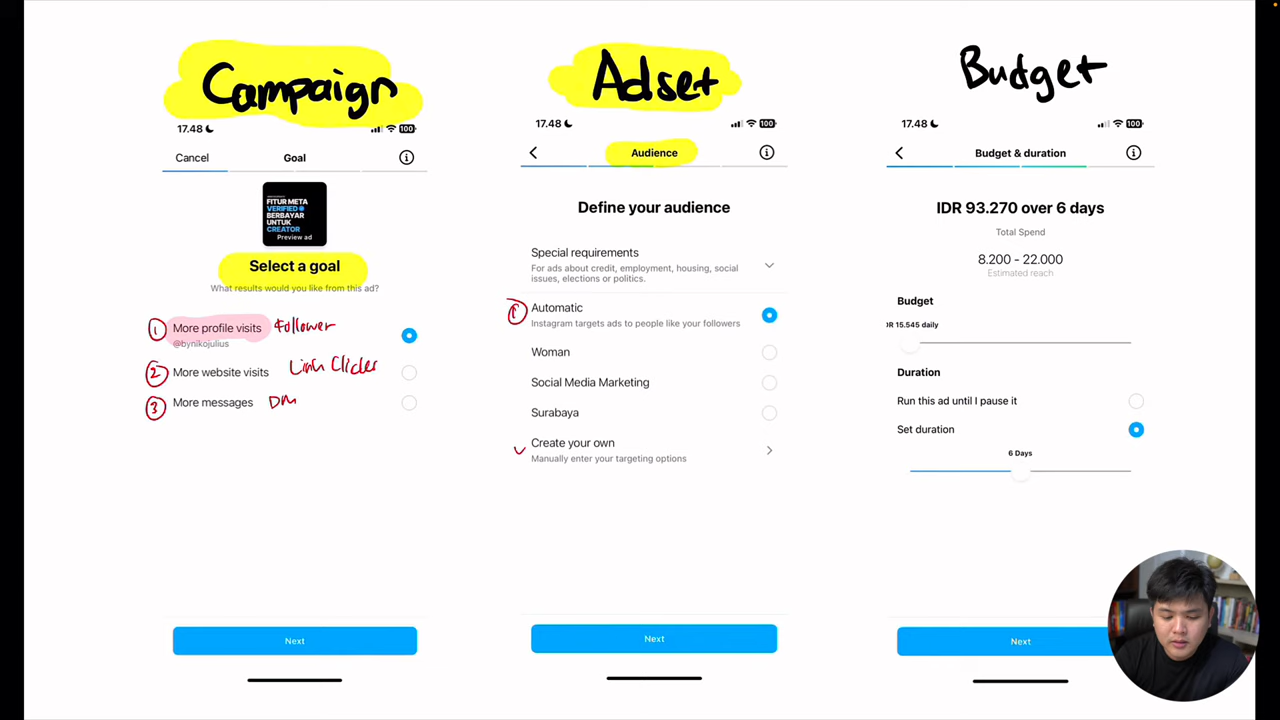 Campaign
17.48
100
Cancel
Goal
FITUR META
VERIFIED
BERBAYAR
UNTUK
CREATOR
Preview ad
Select a goal
What results would you like from this ad?
1 More profile visits Follower
@bynikojulius
2 More website visits Link Clicks
3 More messages DM
Next
Adset
17.48
100
Audience
Define your audience
Special requirements
For ads about credit, employment, housing, social
issues, elections or politics.
1 Automatic
Instagram targets ads to people like your followers
Woman
Social Media Marketing
Surabaya
Create your own
Manually enter your targeting options
Next
Budget
17.48
100
Budget & duration
IDR 93.270 over 6 days
Total Spend
8.200 - 22.000
Estimated reach
Budget
DR 15.545 daily
Duration
Run this ad until I pause it
Set duration
6 Days
Next